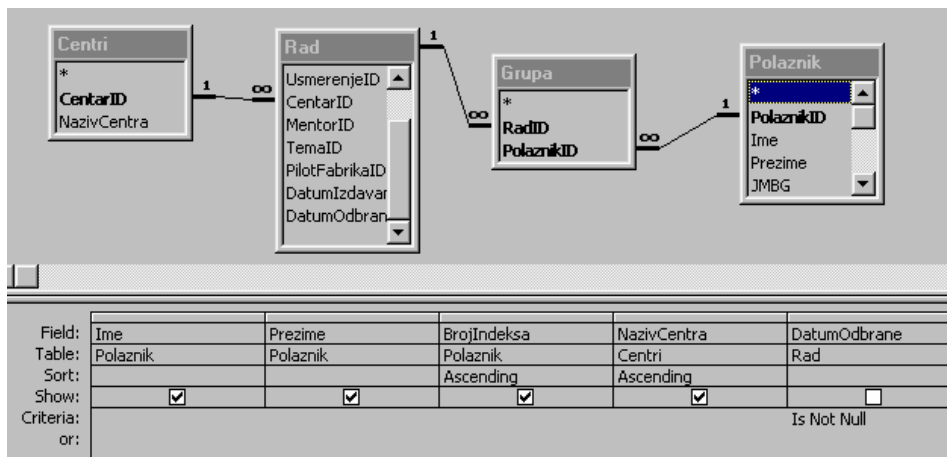 Centri
*
CentarID
NazivCentra
1
∞
Rad
UsmerenjeID
CentarID
MentorID
TemaID
PilotFabrikaID
DatumIzdavar
DatumOdbran
1
∞
Grupa
*
RadID
PolaznikID
∞
1
Polaznik
*
PolaznikID
Ime
Prezime
JMBG
Field: Ime Prezime BrojIndeksa NazivCentra DatumOdbrane
Table: Polaznik Polaznik Polaznik Centri Rad
Sort: Ascending Ascending
Show:
Criteria: Is Not Null
or: